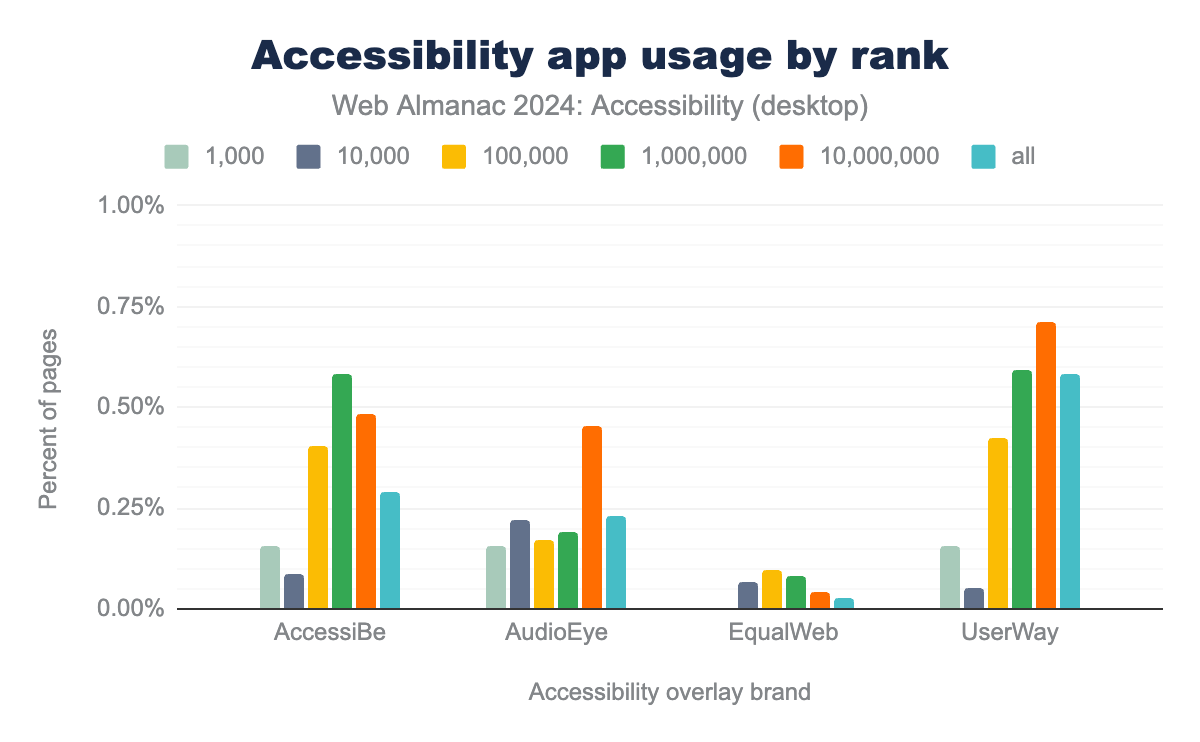 Accessibility app usage by rank
Web Almanac 2024: Accessibility (desktop)
1,000 10,000 100,000 1,000,000 10,000,000 all
1.00%
0.75%
0.50%
0.25%
0.00%
Percent of pages
AccessiBe AudioEye EqualWeb UserWay
Accessibility overlay brand